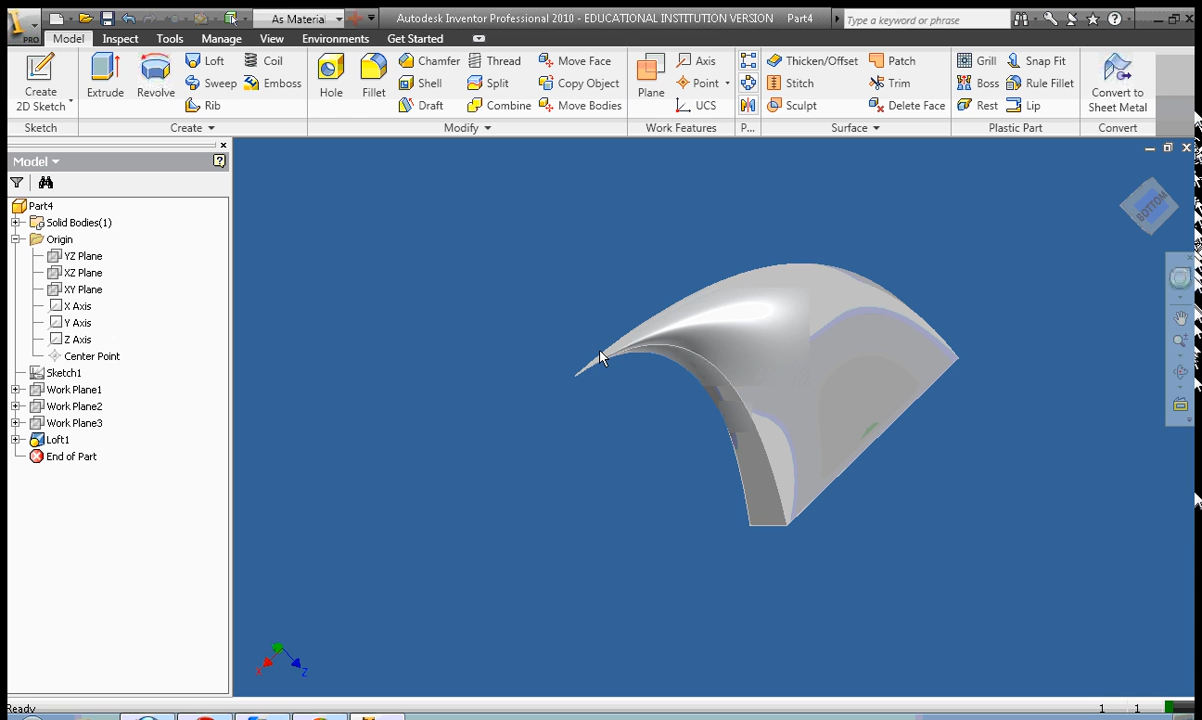 As Material
Autodesk Inventor Professional 2010 - EDUCATIONAL INSTITUTION VERSION Part4
Type a keyword or phrase
PRO
Model Inspect Tools Manage View Environments Get Started
Create
2D Sketch
Extrude
Revolve
Loft
Sweep
Rib
Coil
Emboss
Hole
Fillet
Chamfer
Shell
Draft
Thread
Split
Combine
Move Face
Copy Object
Move Bodies
Plane
Axis
Point
UCS
Thicken/Offset
Stitch
Sculpt
Patch
Trim
Delete Face
Grill
Boss
Rest
Snap Fit
Rule Fillet
Lip
Convert to
Sheet Metal
Sketch Create Modify Work Features P... Surface Plastic Part Convert
Model
Part4
Solid Bodies(1)
Origin
YZ Plane
XZ Plane
XY Plane
X Axis
Y Axis
Z Axis
Center Point
Sketch1
Work Plane1
Work Plane2
Work Plane3
Loft1
End of Part
BOTTOM
X
Z
Ready
1 1